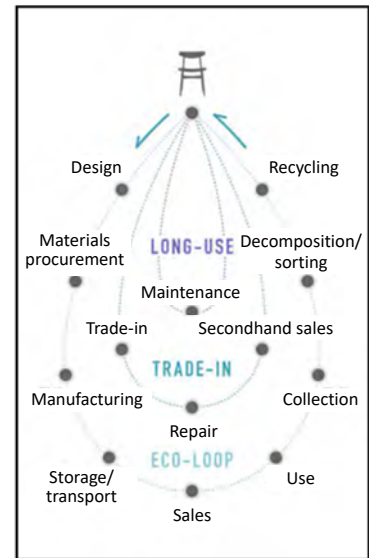 Design
Recycling
Materials
procurement
LONG-USE
Decomposition/
sorting
Maintenance
Trade-in
Secondhand sales
TRADE-IN
Manufacturing
Collection
Repair
ECO-LOOP
Storage/
transport
Use
Sales